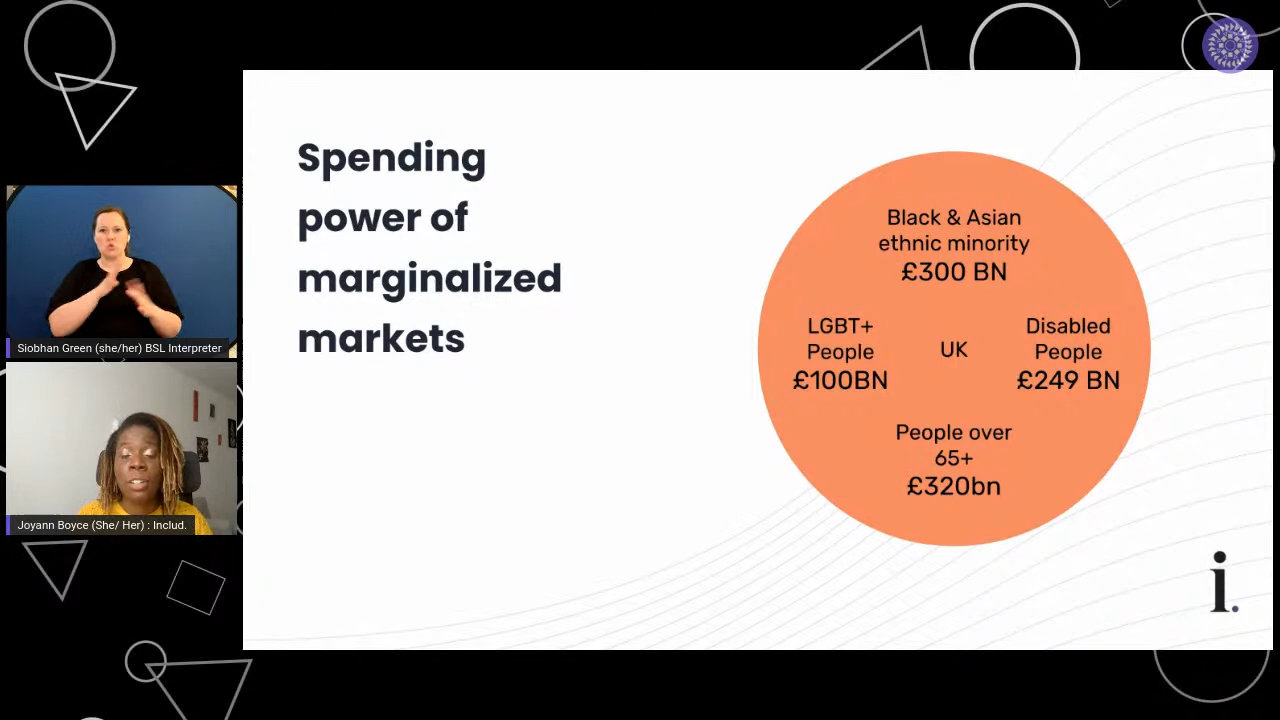 Spending
power of
marginalized
markets
Black & Asian
ethnic minority
£300 BN
LGBT+
People
£100BN
UK
Disabled
People
£249 BN
People over
65+
£320bn
i.
Siobhan Green (she/her) BSL Interpreter
Joyann Boyce (She/ Her) : Includ.